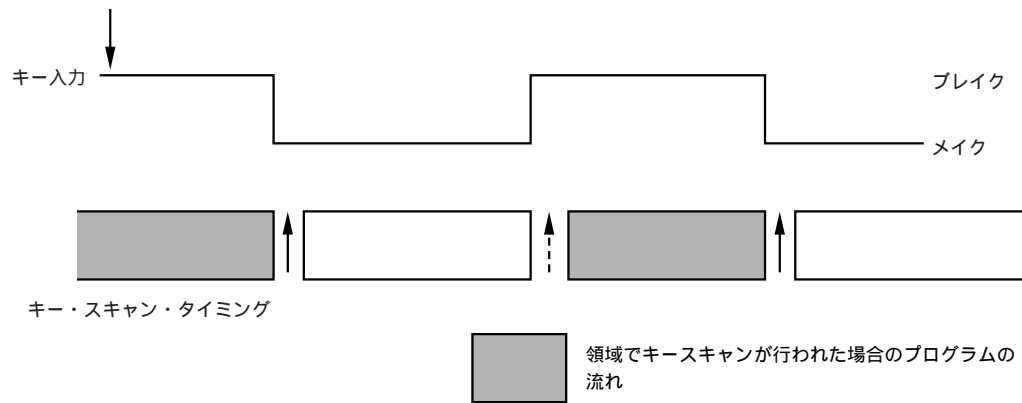 キー入力
ブレイク
メイク
キー・スキャン・タイミング
領域でキースキャンが行われた場合のプログラムの
流れ